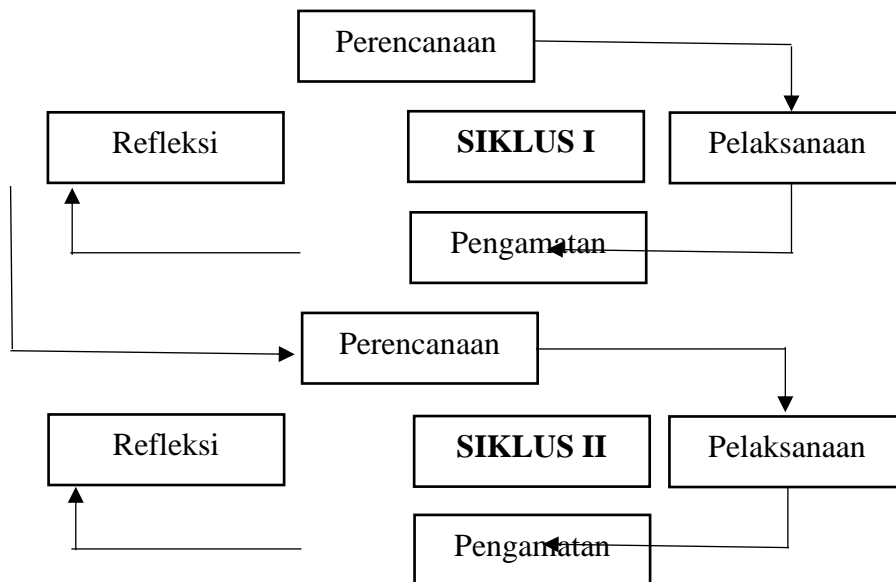 Perencanaan
Refleksi
SIKLUS I
Pelaksanaan
Pengamatan
Perencanaan
Refleksi
SIKLUS II
Pelaksanaan
Pengamatan